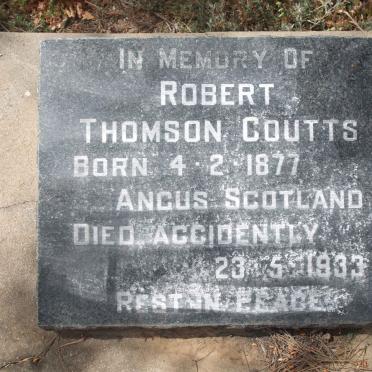 IN MEMORY OF
ROBERT
THOMSON COUTTS
BORN 4·2·1877
ANGUS SCOTLAND
DIED ACCIDENTLY
23·5·1933
REST IN PEACE